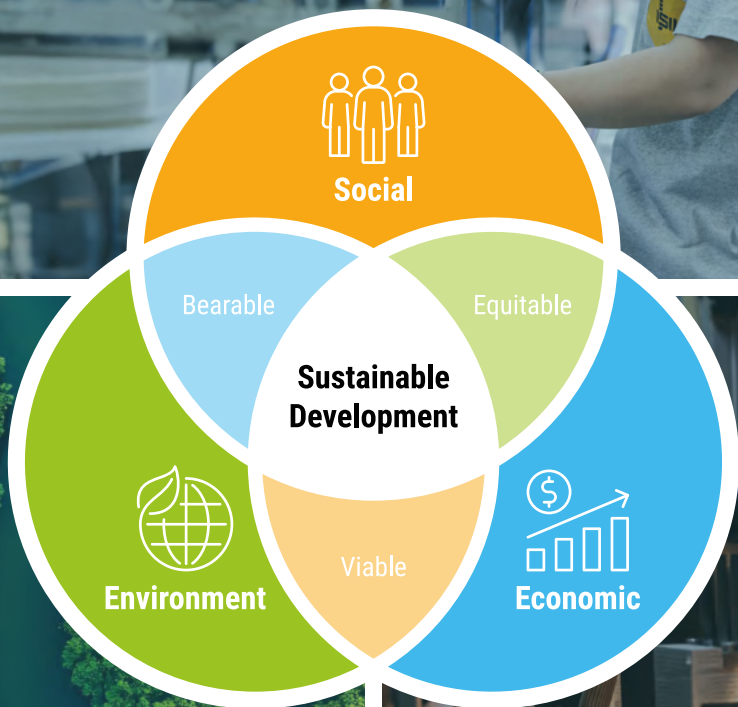 Social
Bearable
Equitable
Sustainable
Development
$
Viable
Environment
Economic